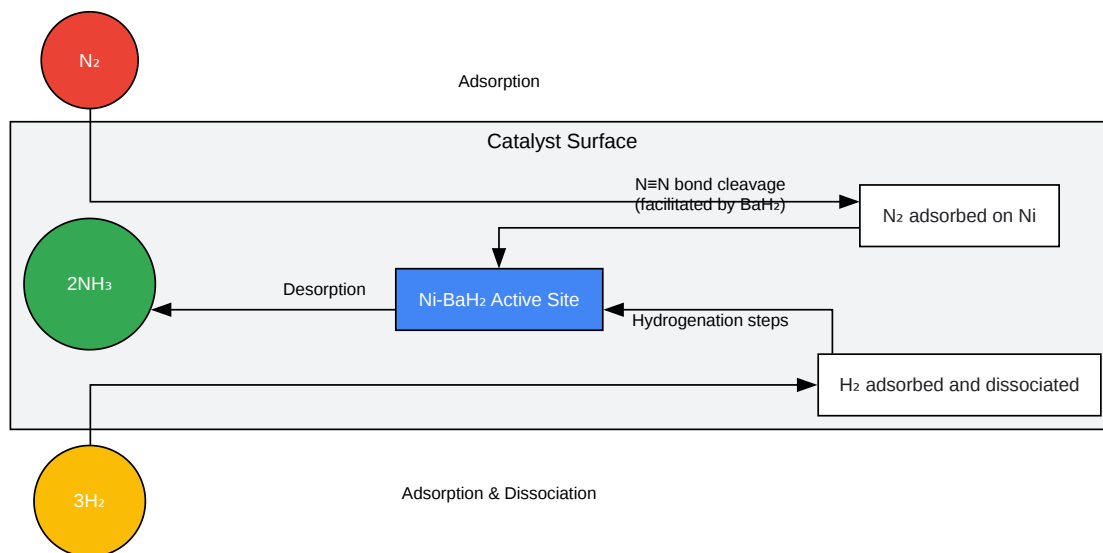 N₂
Adsorption
Catalyst Surface
N≡N bond cleavage
(facilitated by BaH₂)
N₂ adsorbed on Ni
2NH₃
Desorption
Ni-BaH₂ Active Site
Hydrogenation steps
H₂ adsorbed and dissociated
3H₂
Adsorption & Dissociation